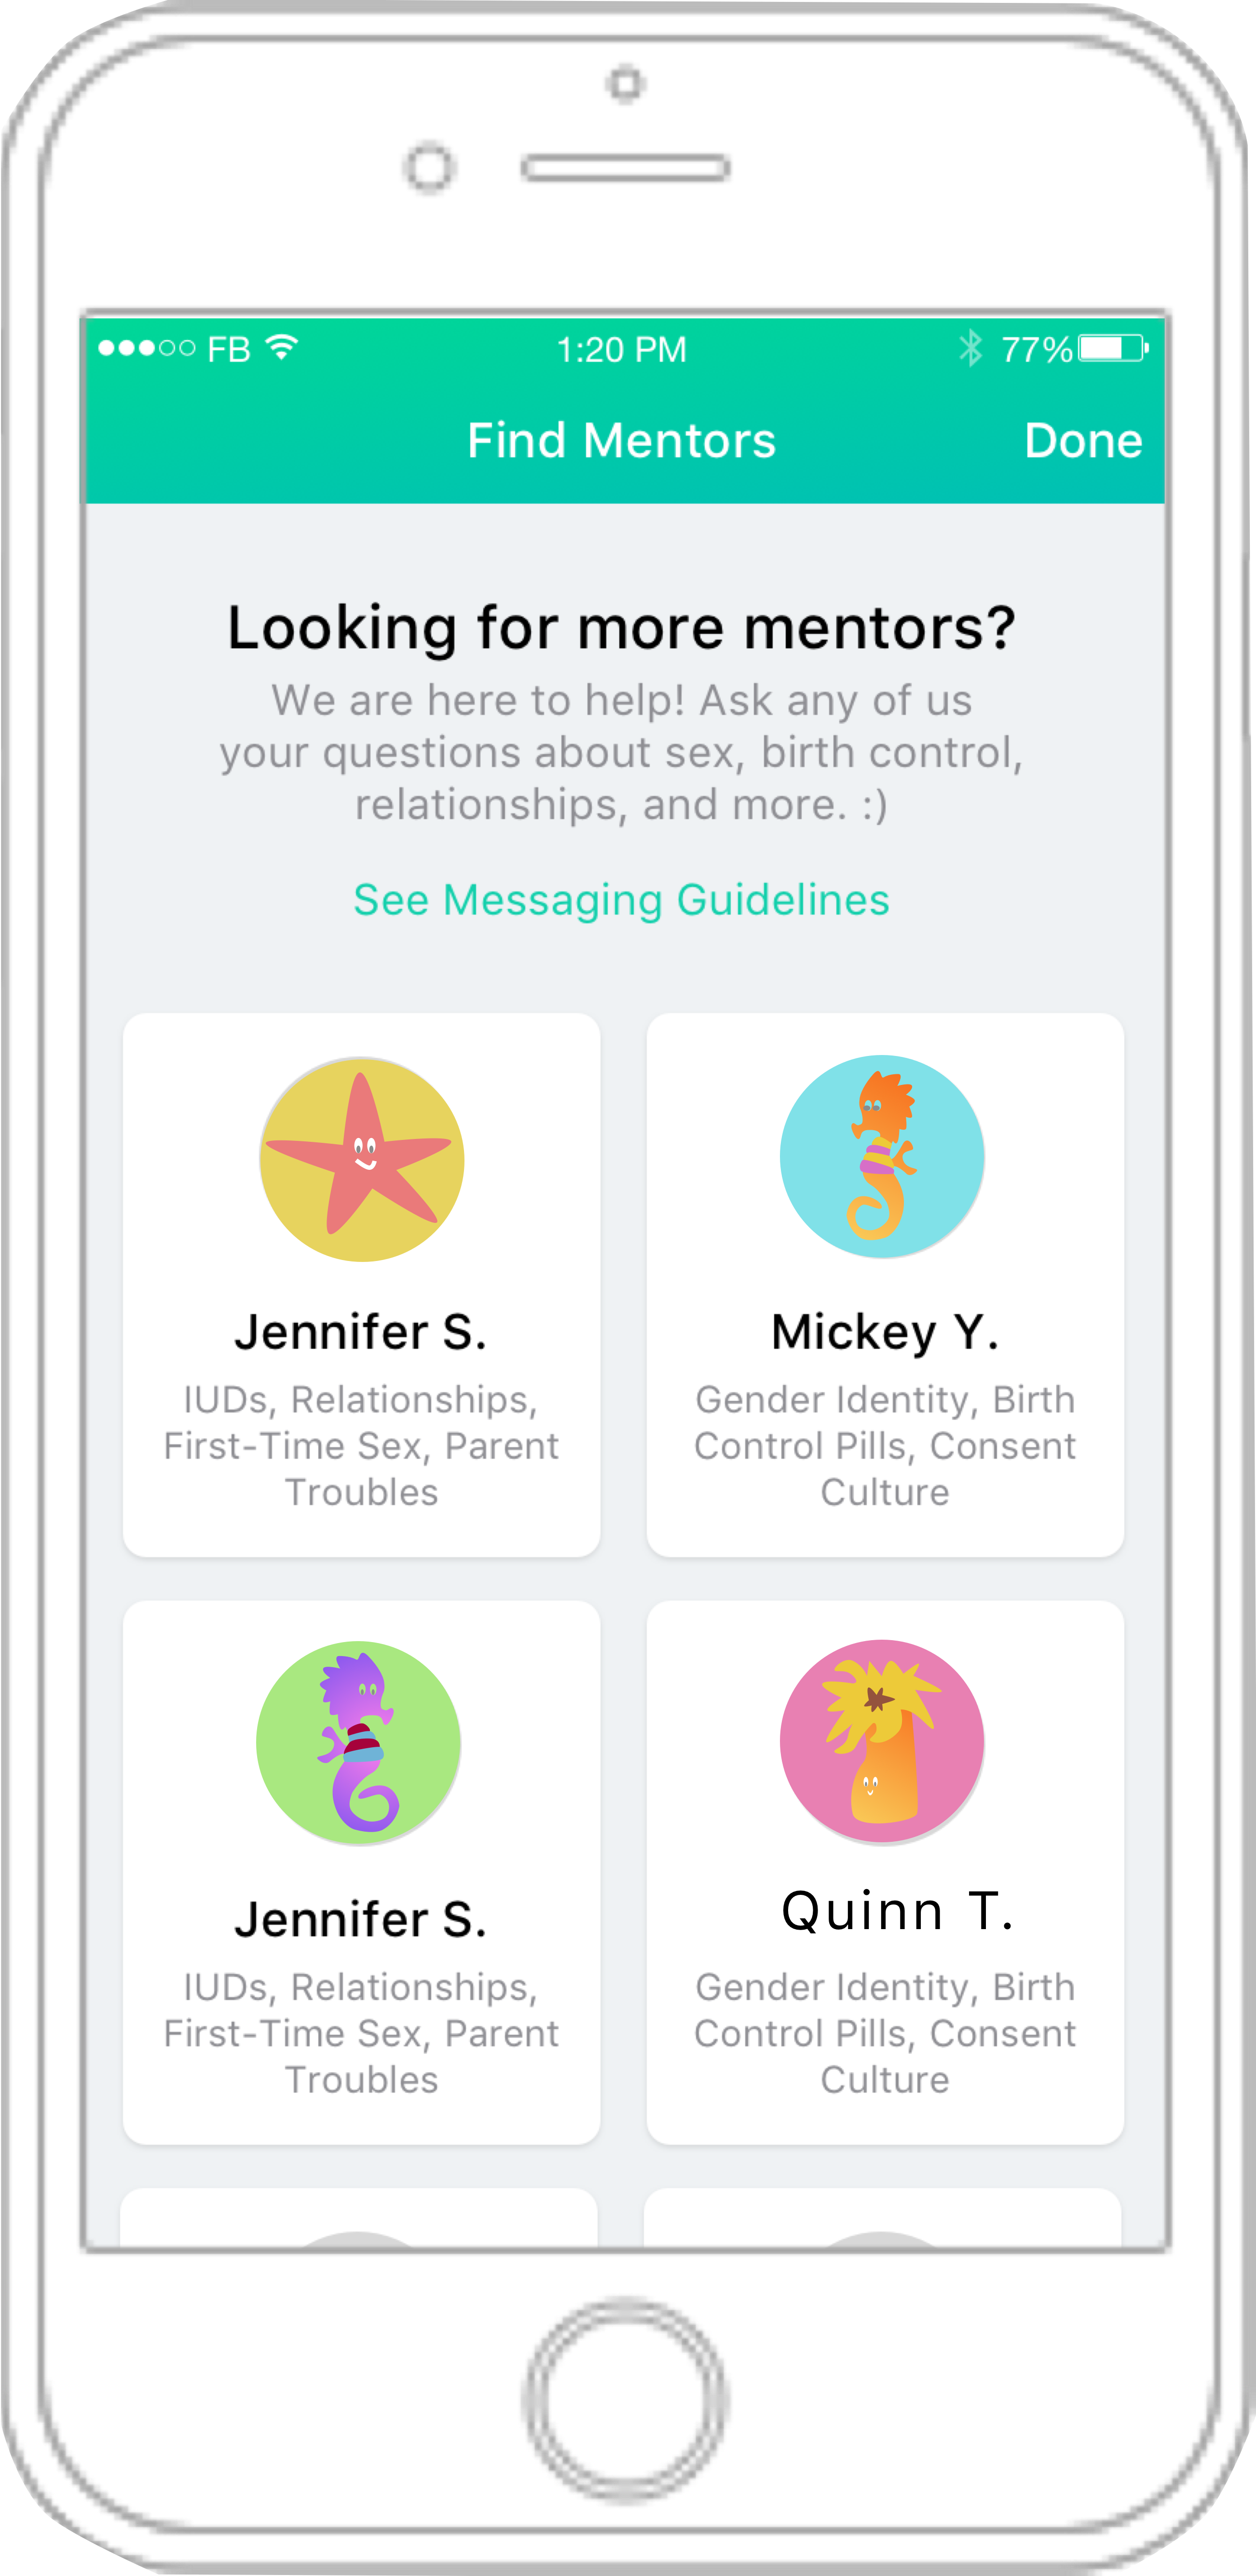 FB 1:20 PM 77%
Find Mentors Done
Looking for more mentors?
We are here to help! Ask any of us
your questions about sex, birth control,
relationships, and more. :)
See Messaging Guidelines
Jennifer S.
IUDs, Relationships,
First-Time Sex, Parent
Troubles
Mickey Y.
Gender Identity, Birth
Control Pills, Consent
Culture
Jennifer S.
IUDs, Relationships,
First-Time Sex, Parent
Troubles
Quinn T.
Gender Identity, Birth
Control Pills, Consent
Culture